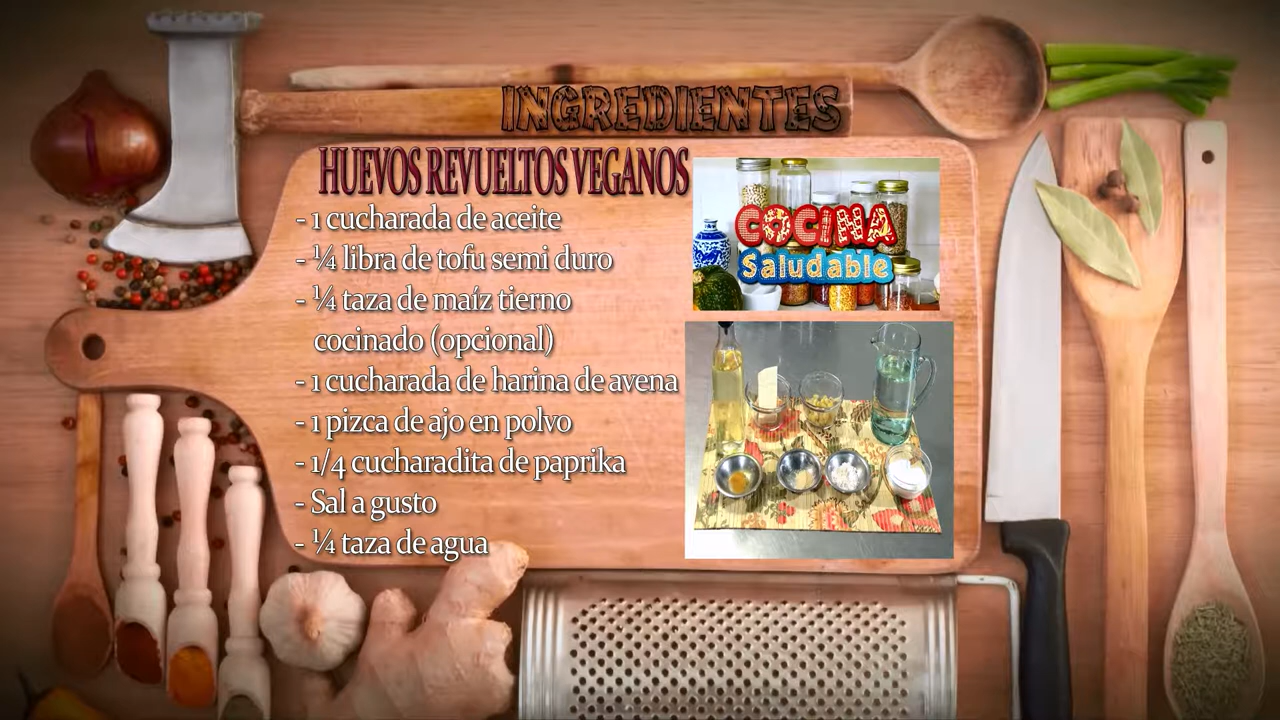 INGREDIENTES
HUEVOS REVUELTOS VEGANOS
- 1 cucharada de aceite
- ¼ libra de tofu semi duro
- ¼ taza de maíz tierno
cocinado (opcional)
- 1 cucharada de harina de avena
- 1 pizca de ajo en polvo
- 1/4 cucharadita de paprika
- Sal a gusto
- ¼ taza de agua
COCINA
Saludable